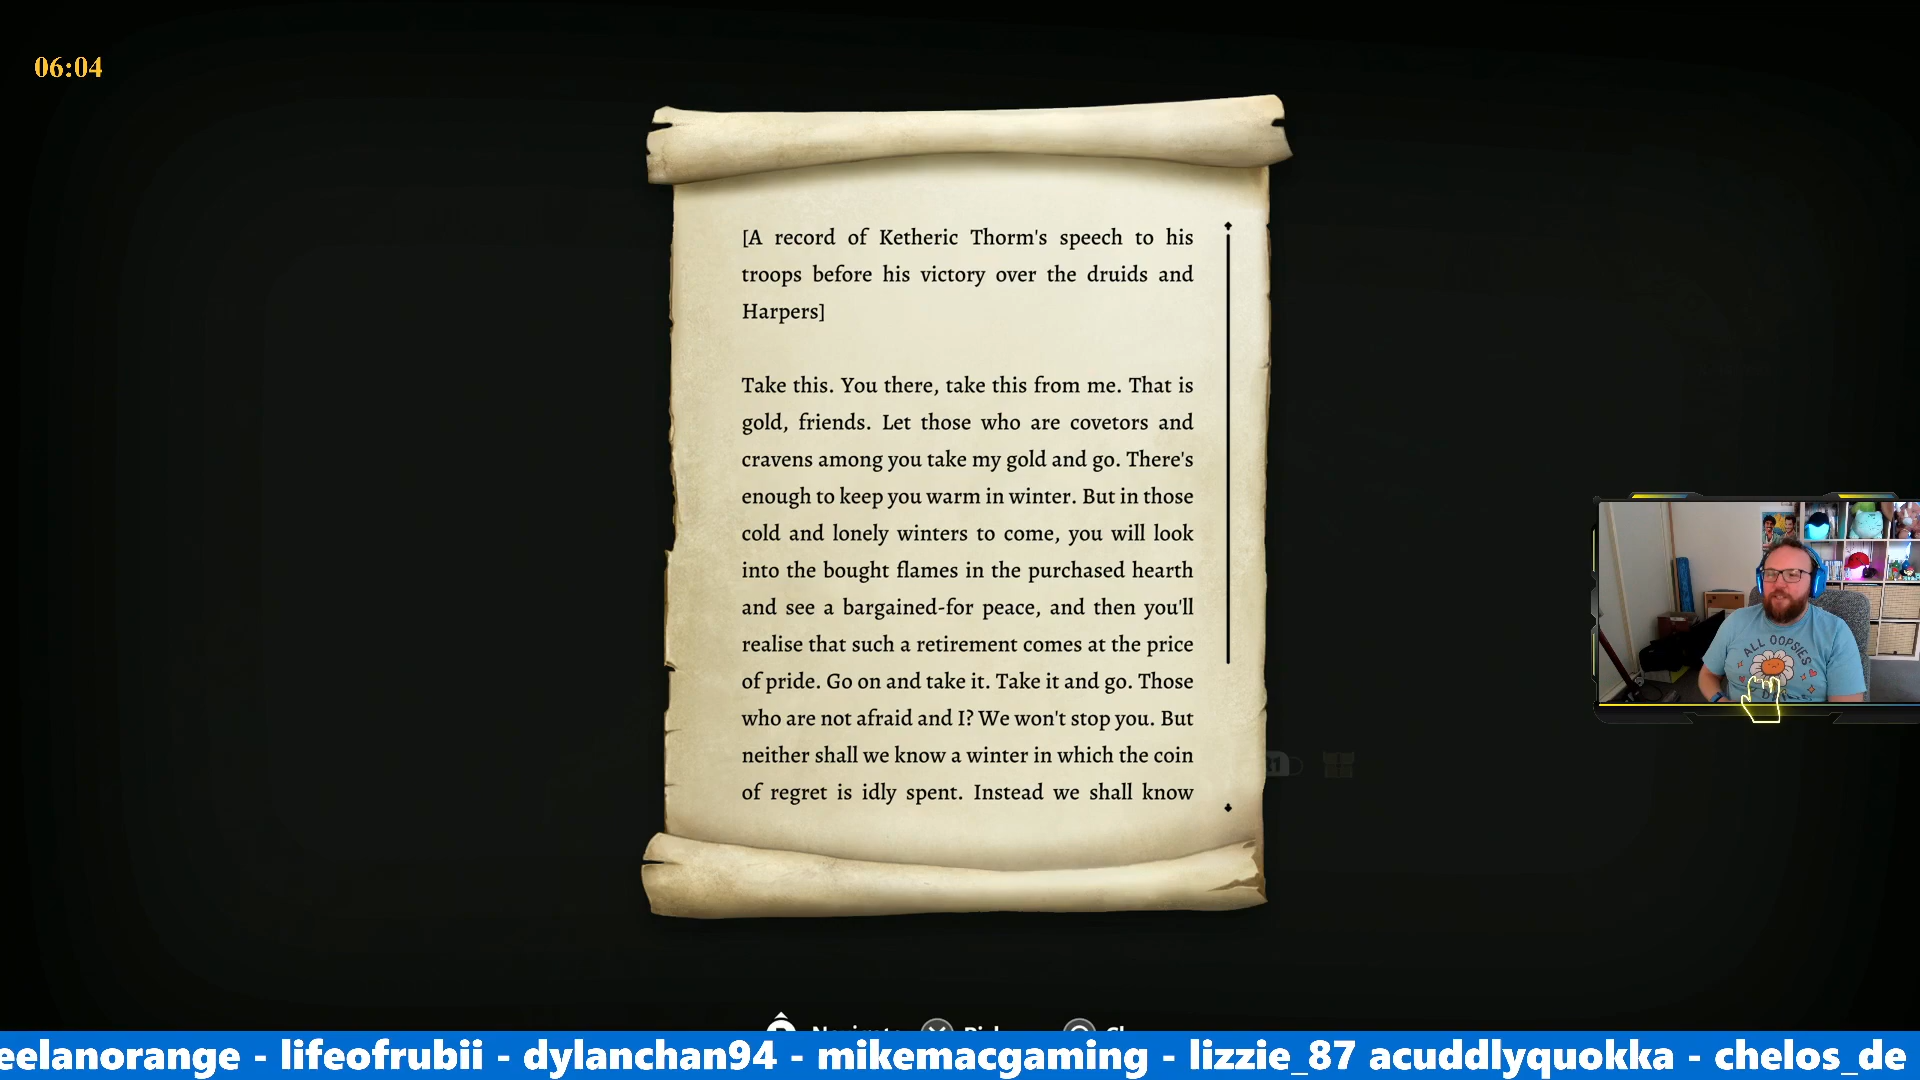 06:04
[A record of Ketheric Thorm's speech to his
troops before his victory over the druids and
Harpers]
Take this. You there, take this from me. That is
gold, friends. Let those who are covetors and
cravens among you take my gold and go. There's
enough to keep you warm in winter. But in those
cold and lonely winters to come, you will look
into the bought flames in the purchased hearth
and see a bargained-for peace, and then you'll
realise that such a retirement comes at the price
of pride. Go on and take it. Take it and go. Those
who are not afraid and I? We won't stop you. But
neither shall we know a winter in which the coin
of regret is idly spent. Instead we shall know
ALL OOPSIES
eelanorange - lifeofrubii - dylanchan94 - mikemacgaming - lizzie_87 acuddlyquokka - chelos_de